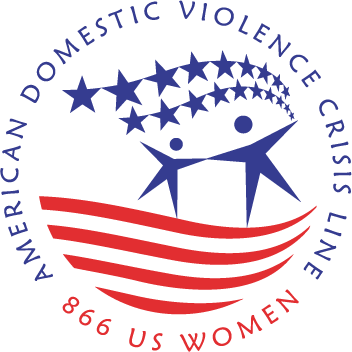 AMERICAN DOMESTIC VIOLENCE CRISIS LINE
866 US WOMEN